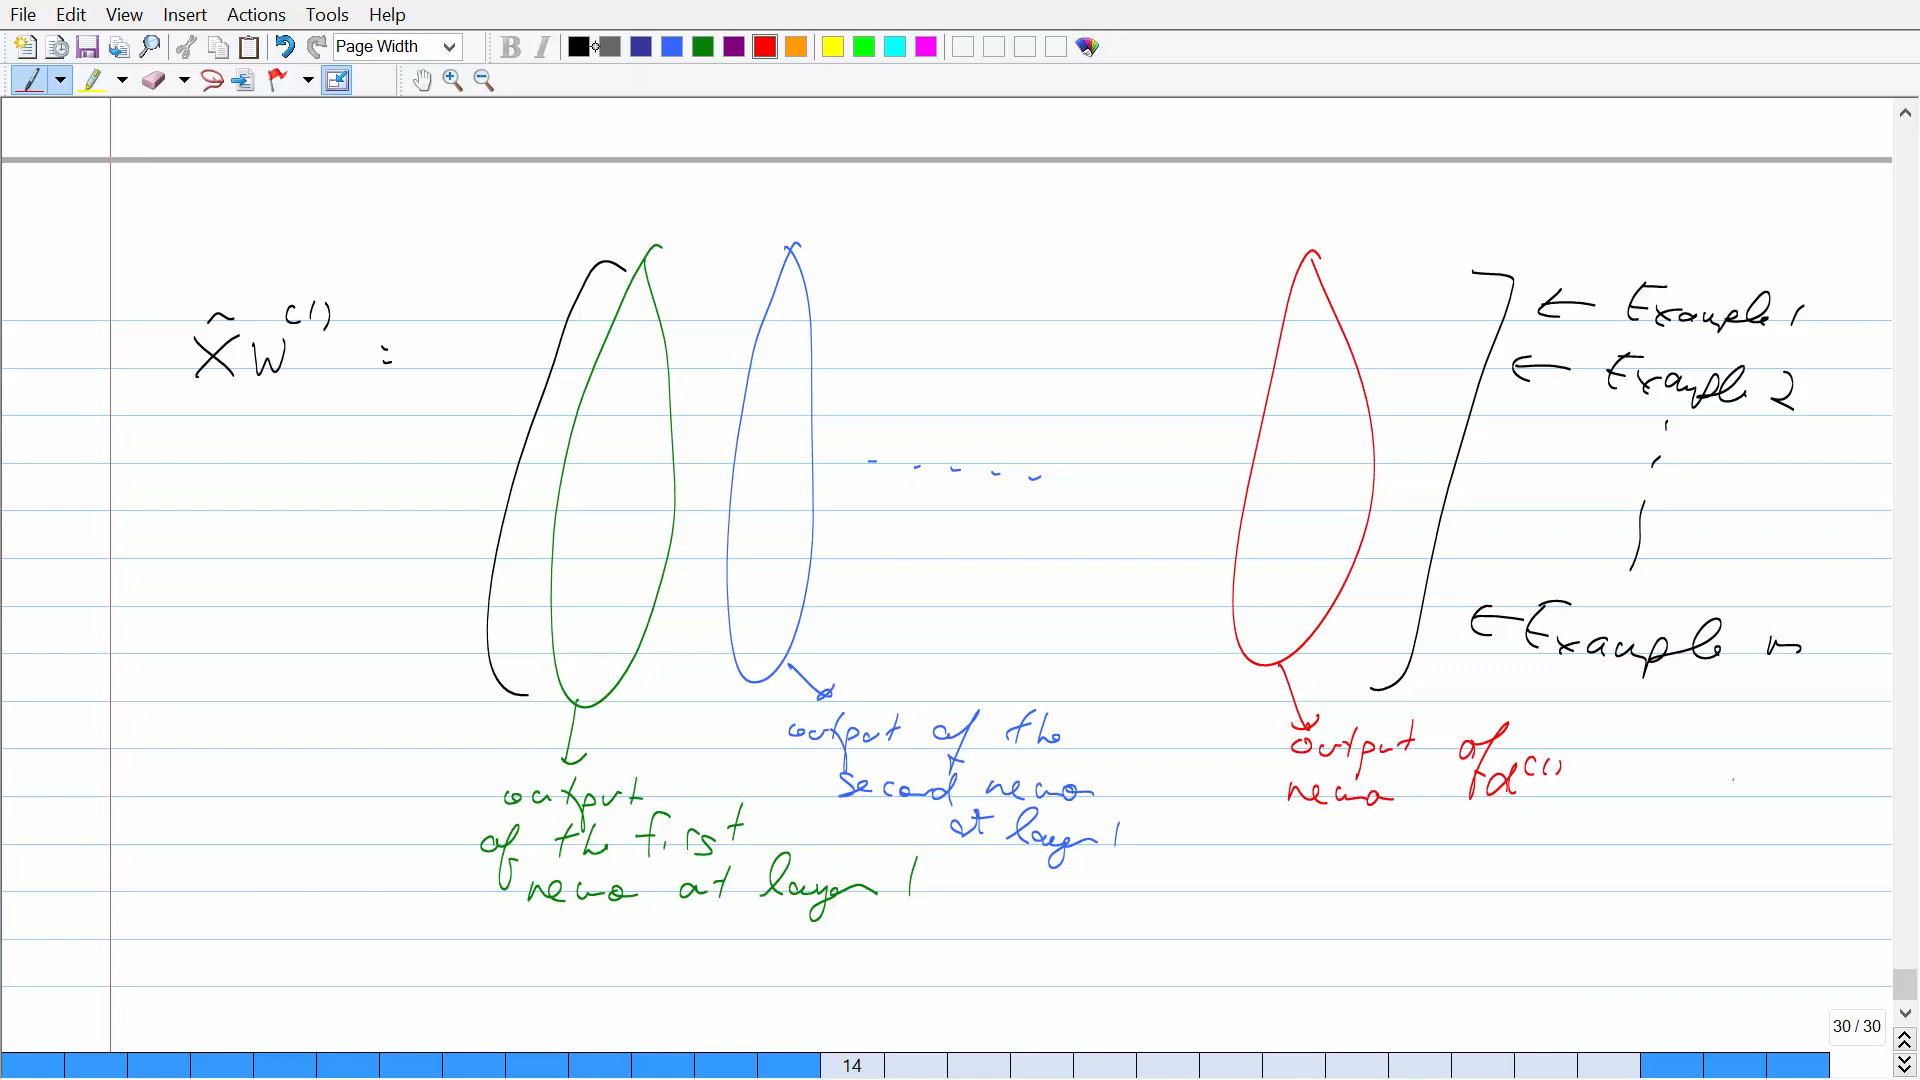 File Edit View Insert Actions Tools Help
Page Width
B I
X̃W⁽¹⁾ =
← Example 1
← Example 2
← Example n
output of the
second neuron
at layer 1
output of
neuron #d⁽¹⁾
output
of the first
neuron at layer 1
30 / 30
14